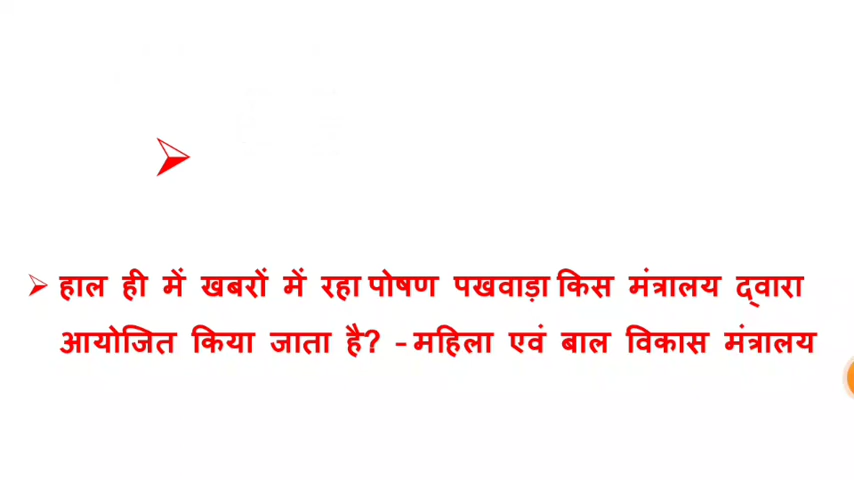 हाल ही में खबरों में रहा पोषण पखवाड़ा किस मंत्रालय द्वारा
आयोजित किया जाता है? - महिला एवं बाल विकास मंत्रालय